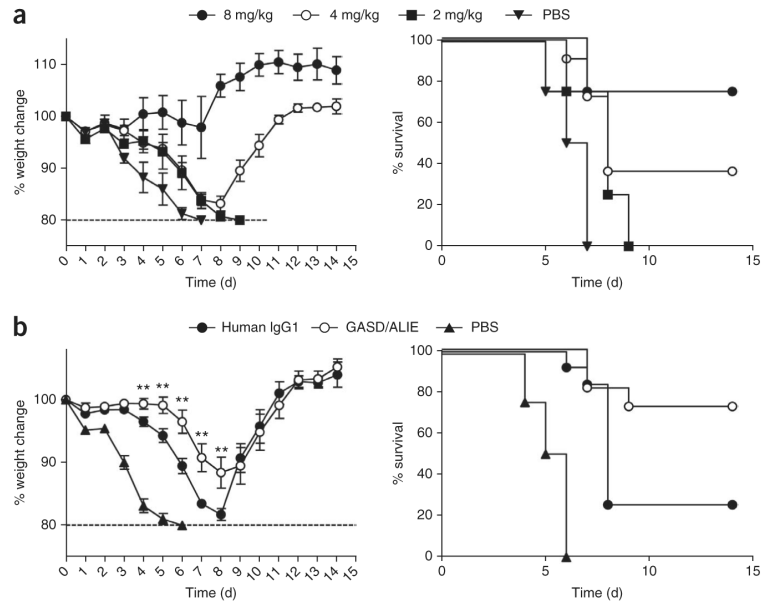 a
8 mg/kg 4 mg/kg 2 mg/kg PBS
% weight change
110
100
90
80
0 1 2 3 4 5 6 7 8 9 10 11 12 13 14 15
Time (d)
% survival
100
80
60
40
20
0
0 5 10 15
Time (d)
b
Human IgG1 GASD/ALIE PBS
% weight change
100
90
80
** ** ** ** **
0 1 2 3 4 5 6 7 8 9 10 11 12 13 14 15
Time (d)
% survival
100
80
60
40
20
0
0 5 10 15
Time (d)